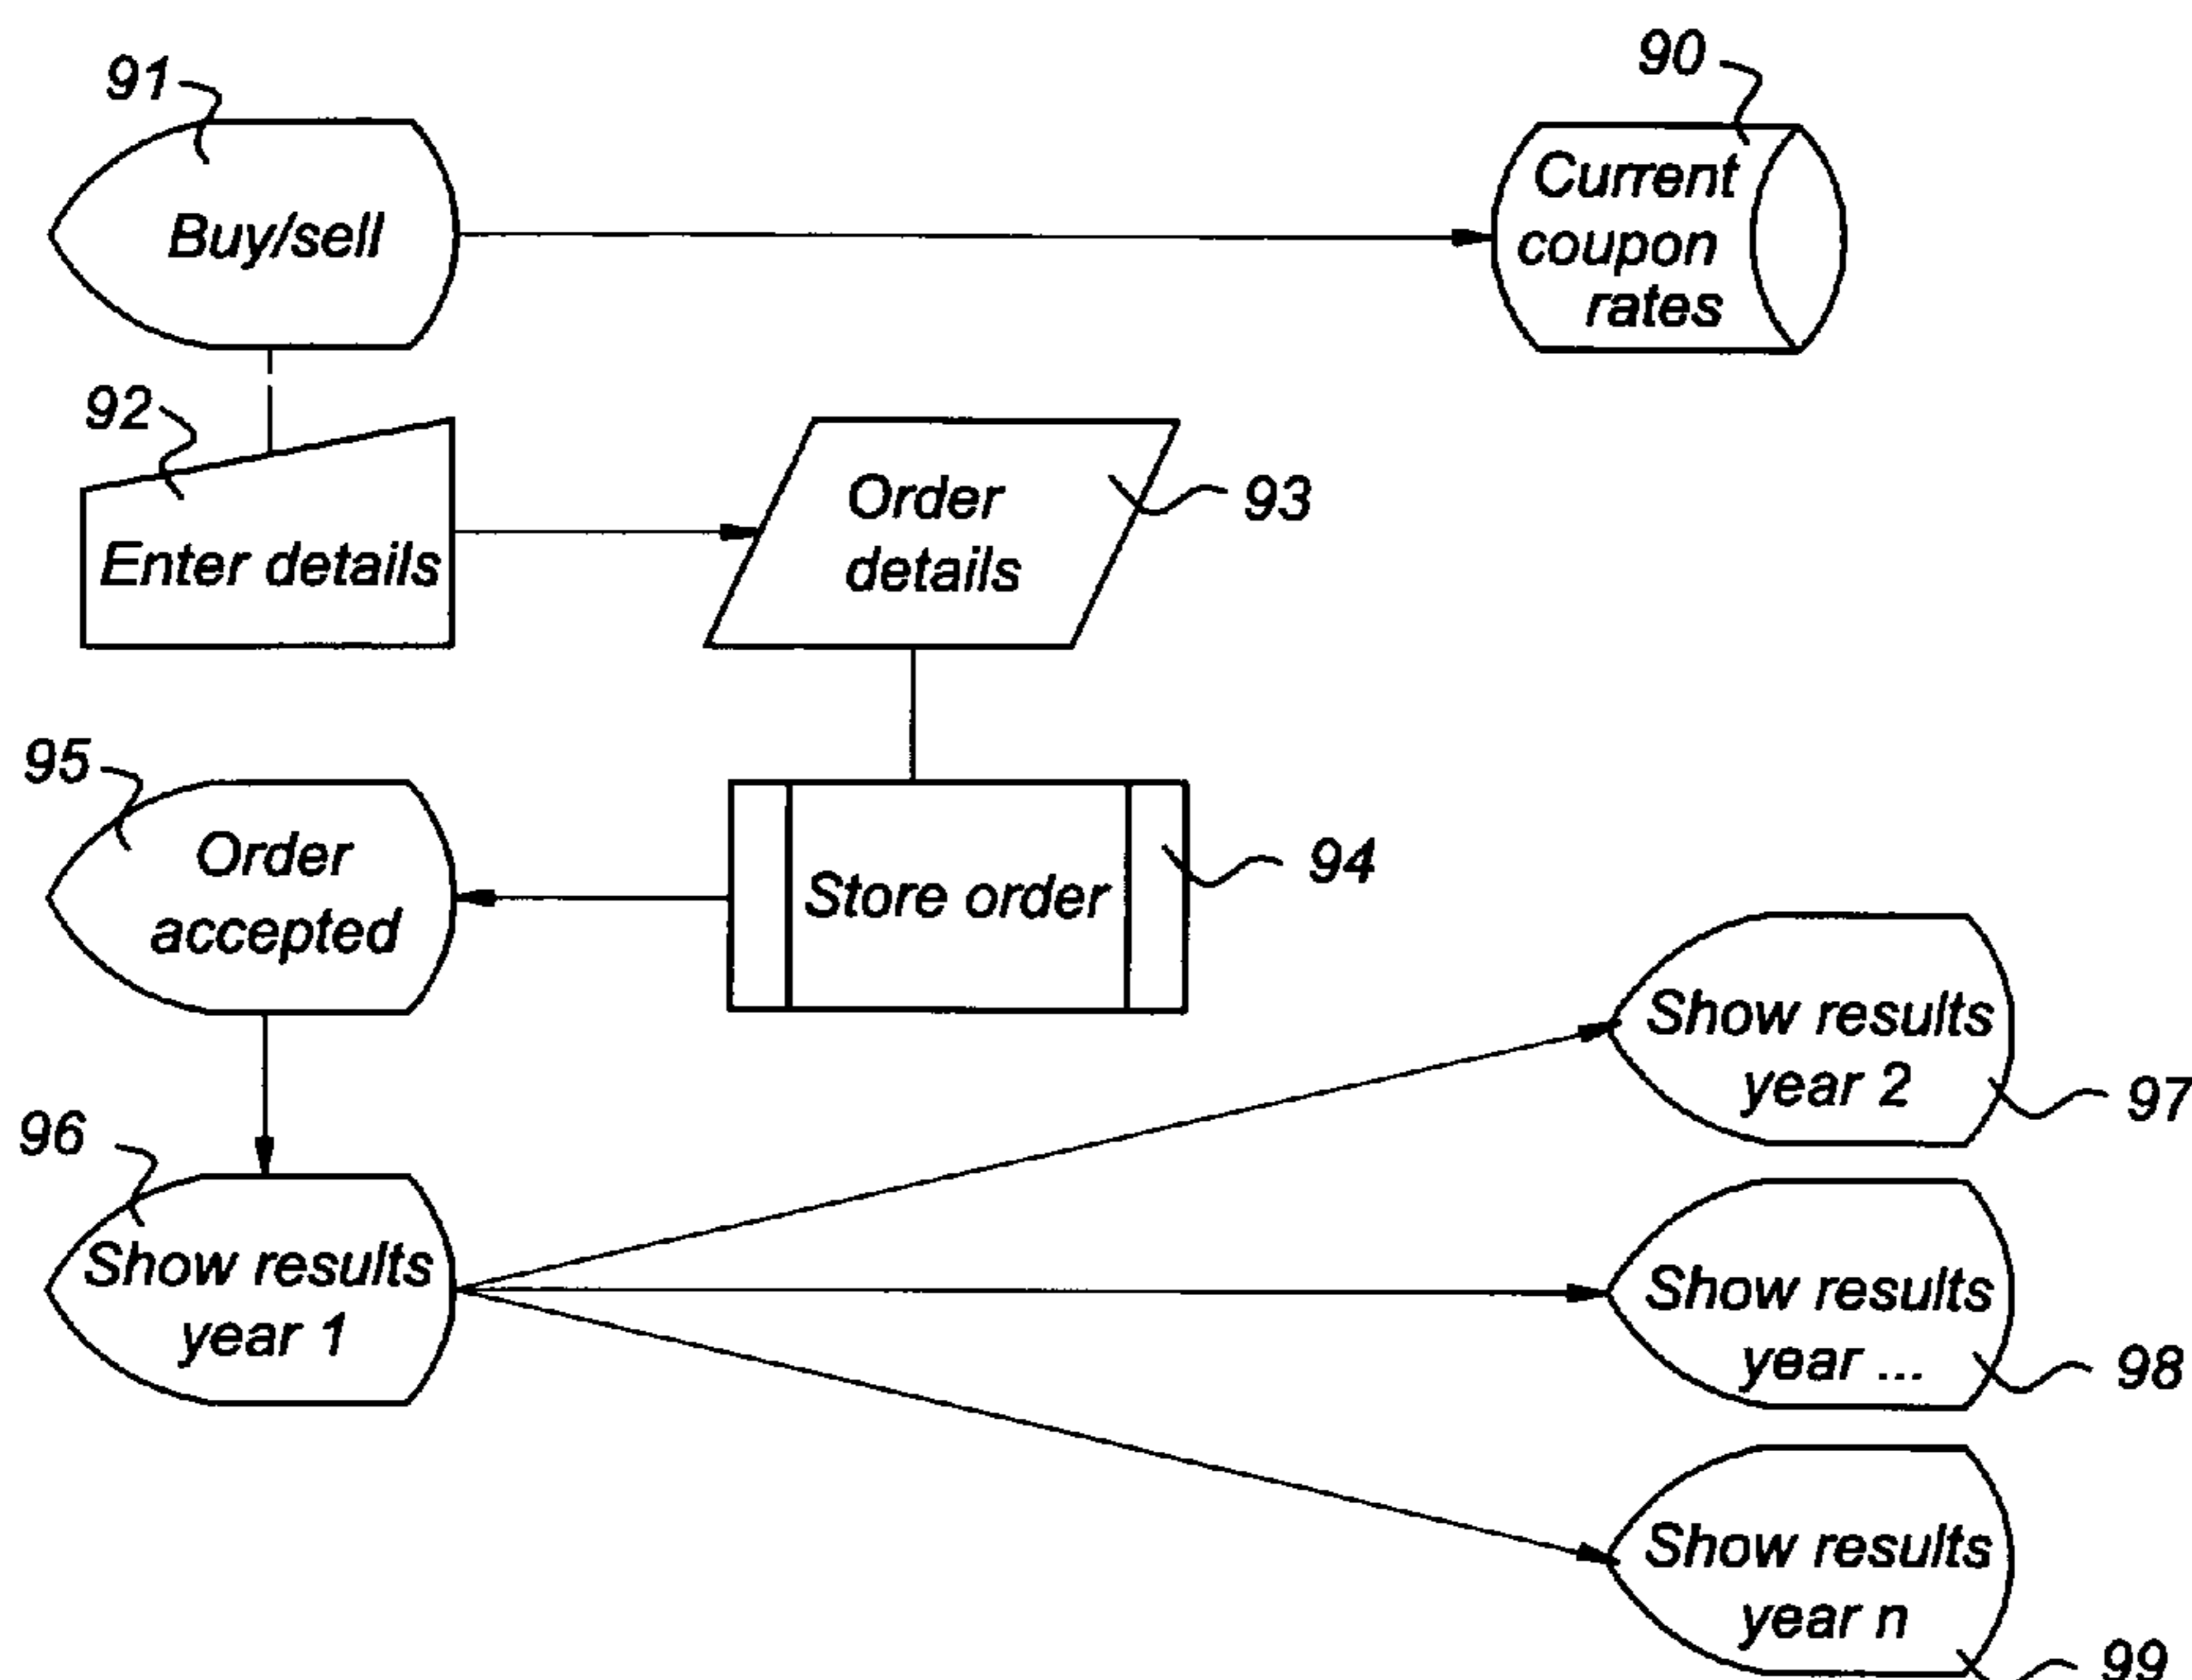 91
90
Buy/sell
Current
coupon
rates
92
Enter details
Order
details
93
95
Order
accepted
Store order
94
96
Show results
year 1
Show results
year 2
97
Show results
year ...
98
Show results
year n
99